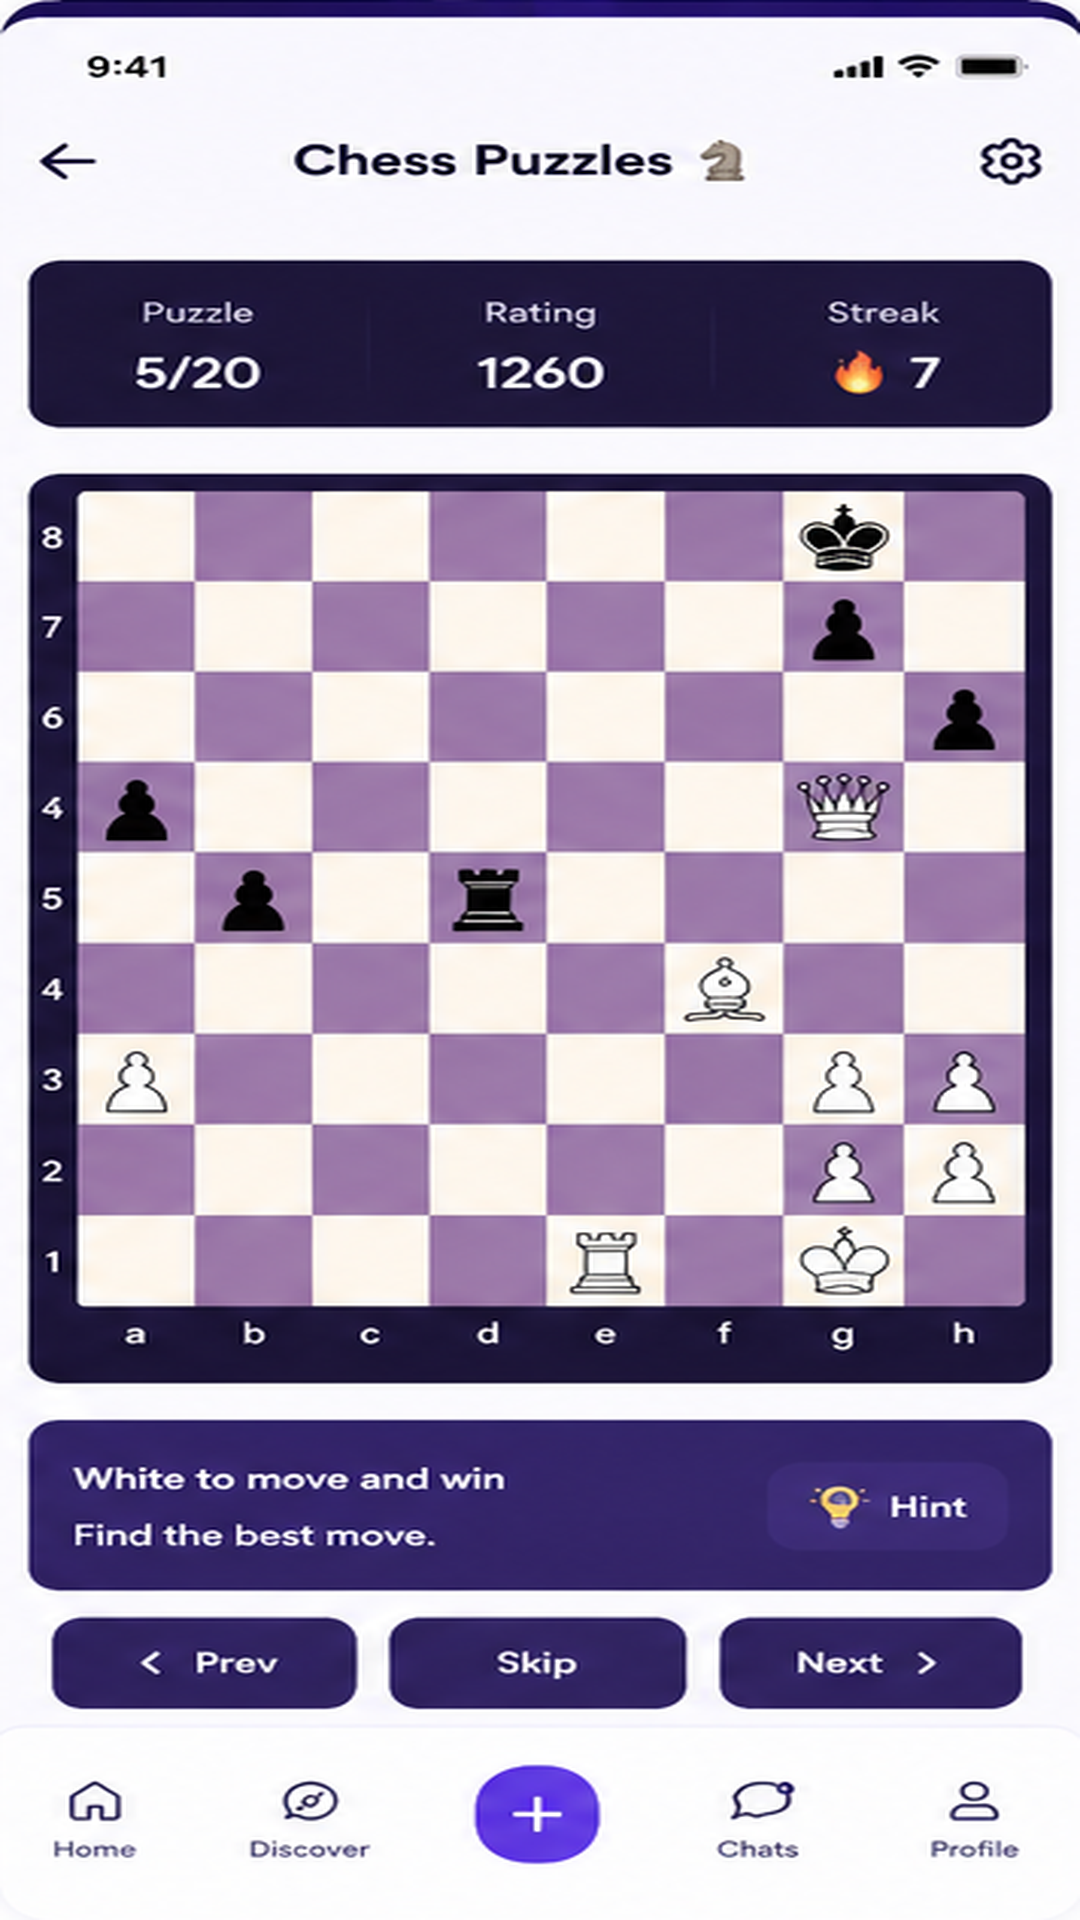 9:41
Chess Puzzles
Puzzle Rating Streak
5/20 1260 7
8
7
6
4
5
4
3
2
1
a b c d e f g h
White to move and win
Find the best move.
Hint
Prev Skip Next
Home Discover Chats Profile